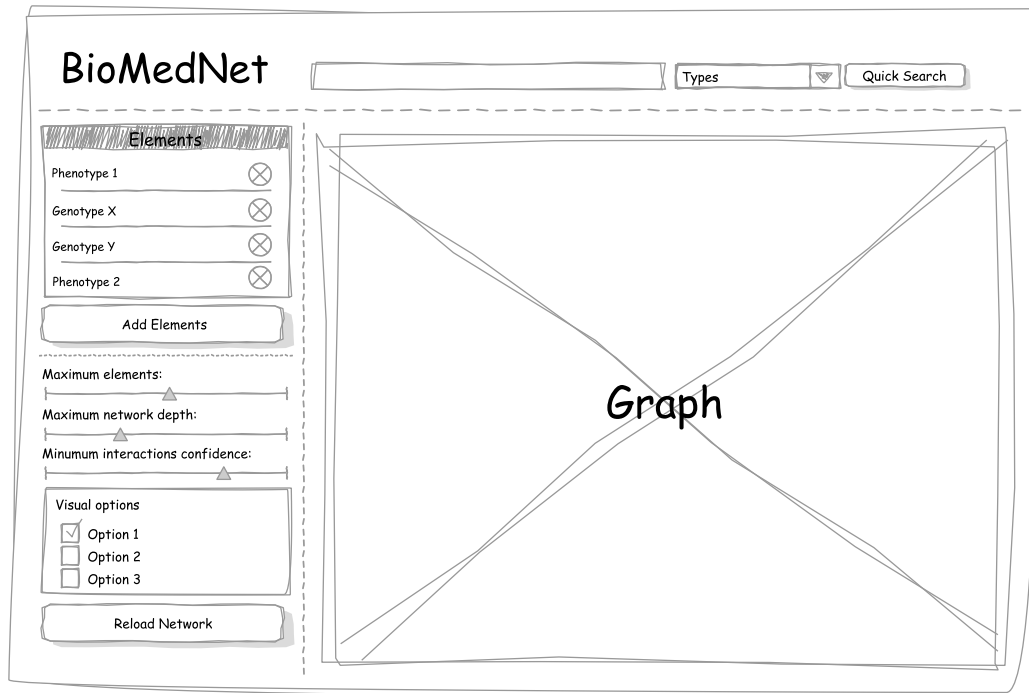 BioMedNet
Types
Quick Search
Elements
Phenotype 1
Genotype X
Genotype Y
Phenotype 2
Add Elements
Maximum elements:
Maximum network depth:
Minumum interactions confidence:
Visual options
Option 1
Option 2
Option 3
Reload Network
Graph